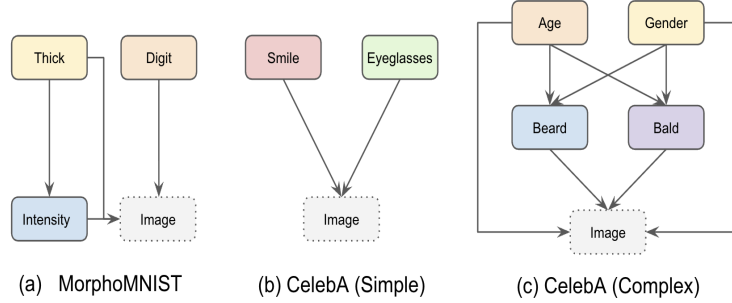 Thick
Digit
Intensity
Image
(a) MorphoMNIST
Smile
Eyeglasses
Image
(b) CelebA (Simple)
Age
Gender
Beard
Bald
Image
(c) CelebA (Complex)